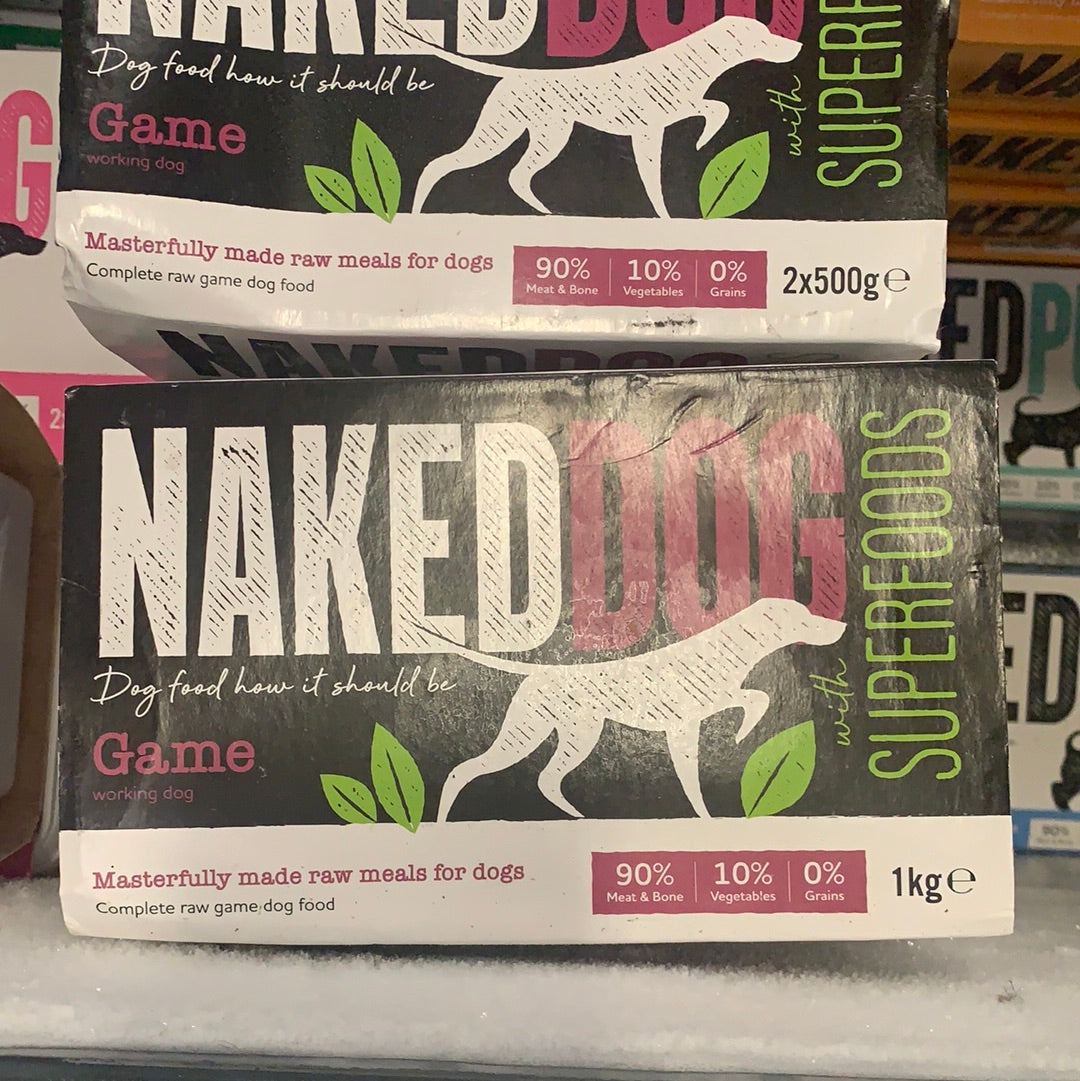 NAKEDDOG
Dog food how it should be
Game
working dog
with
Masterfully made raw meals for dogs
Complete raw game dog food
90% 10% 0%
Meat & Bone Vegetables Grains
2x500g e
NAKEDDOG
NAKEDDOG
with SUPERFOODS
Dog food how it should be
Game
working dog
Masterfully made raw meals for dogs
Complete raw game dog food
90% 10% 0%
Meat & Bone Vegetables Grains
1kg e